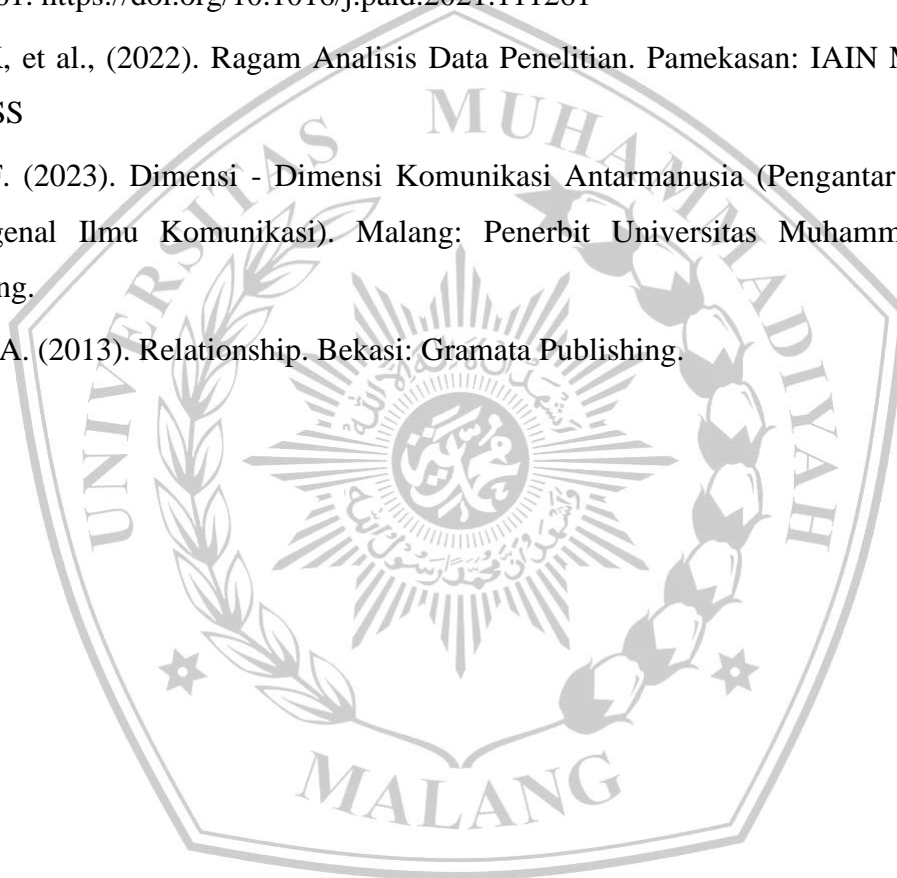 61. https://doi.org/10.1016/j.paid.2021.111261
, et al., (2022). Ragam Analisis Data Penelitian. Pamekasan: IAIN M
SS
. (2023). Dimensi - Dimensi Komunikasi Antarmanusia (Pengantar
genal Ilmu Komunikasi). Malang: Penerbit Universitas Muhamm
ng.
A. (2013). Relationship. Bekasi: Gramata Publishing.
UNIVERSITAS MUHAMMADIYAH
MALANG